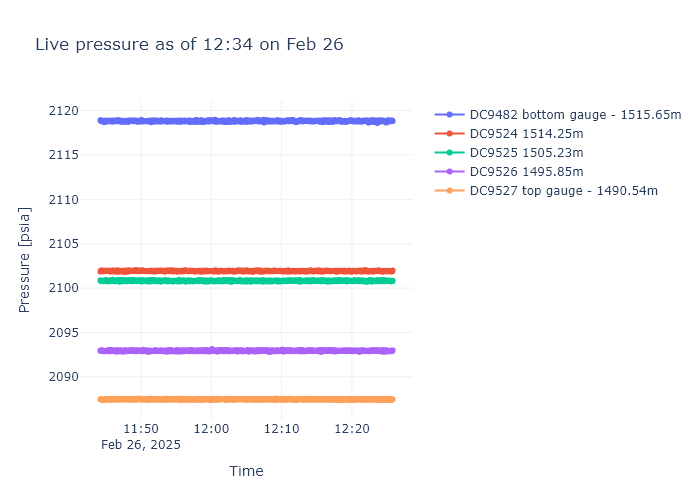 Live pressure as of 12:34 on Feb 26
2120
2115
2110
2105
2100
2095
2090
Pressure [psia]
11:50
Feb 26, 2025
12:00
12:10
12:20
Time
DC9482 bottom gauge - 1515.65m
DC9524 1514.25m
DC9525 1505.23m
DC9526 1495.85m
DC9527 top gauge - 1490.54m